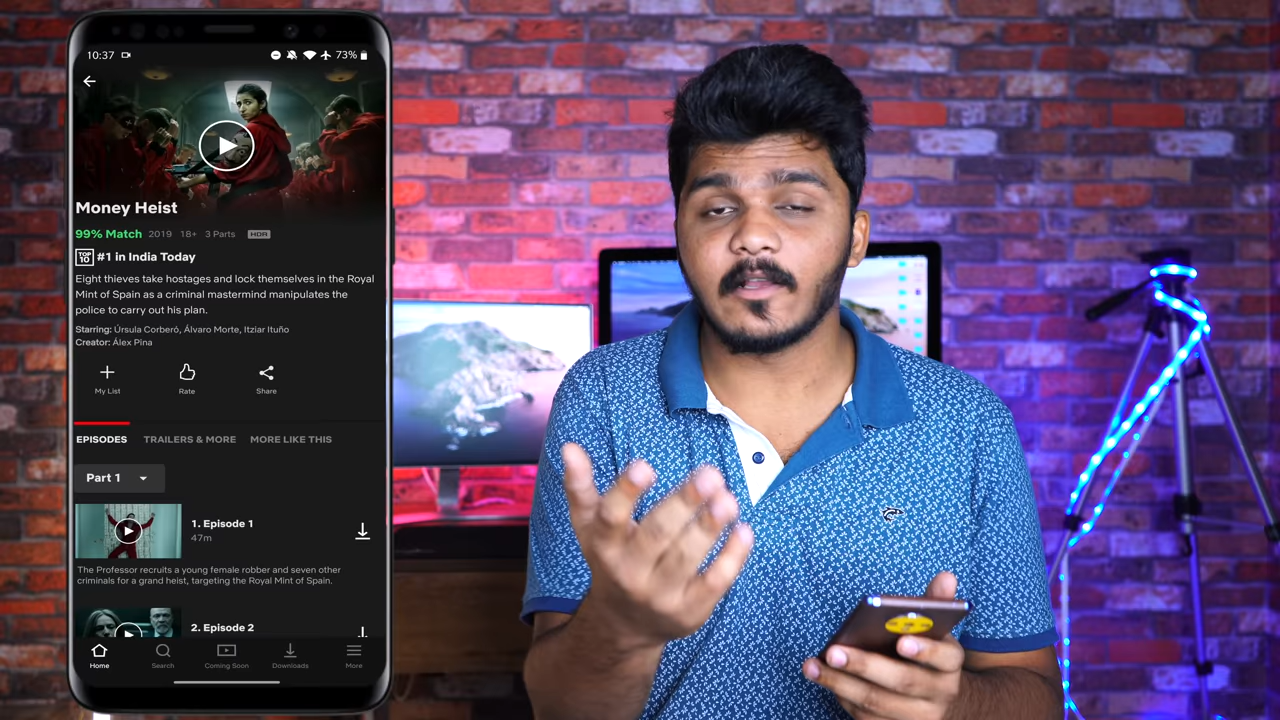 10:37
73%
Money Heist
99% Match 2019 18+ 3 Parts HDR
TOP 10 #1 in India Today
Eight thieves take hostages and lock themselves in the Royal
Mint of Spain as a criminal mastermind manipulates the
police to carry out his plan.
Starring: Úrsula Corberó, Álvaro Morte, Itziar Ituño
Creator: Álex Pina
My List Rate Share
EPISODES TRAILERS & MORE MORE LIKE THIS
Part 1
1. Episode 1
47m
The Professor recruits a young female robber and seven other
criminals for a grand heist, targeting the Royal Mint of Spain.
2. Episode 2
Home Search Coming Soon Downloads More